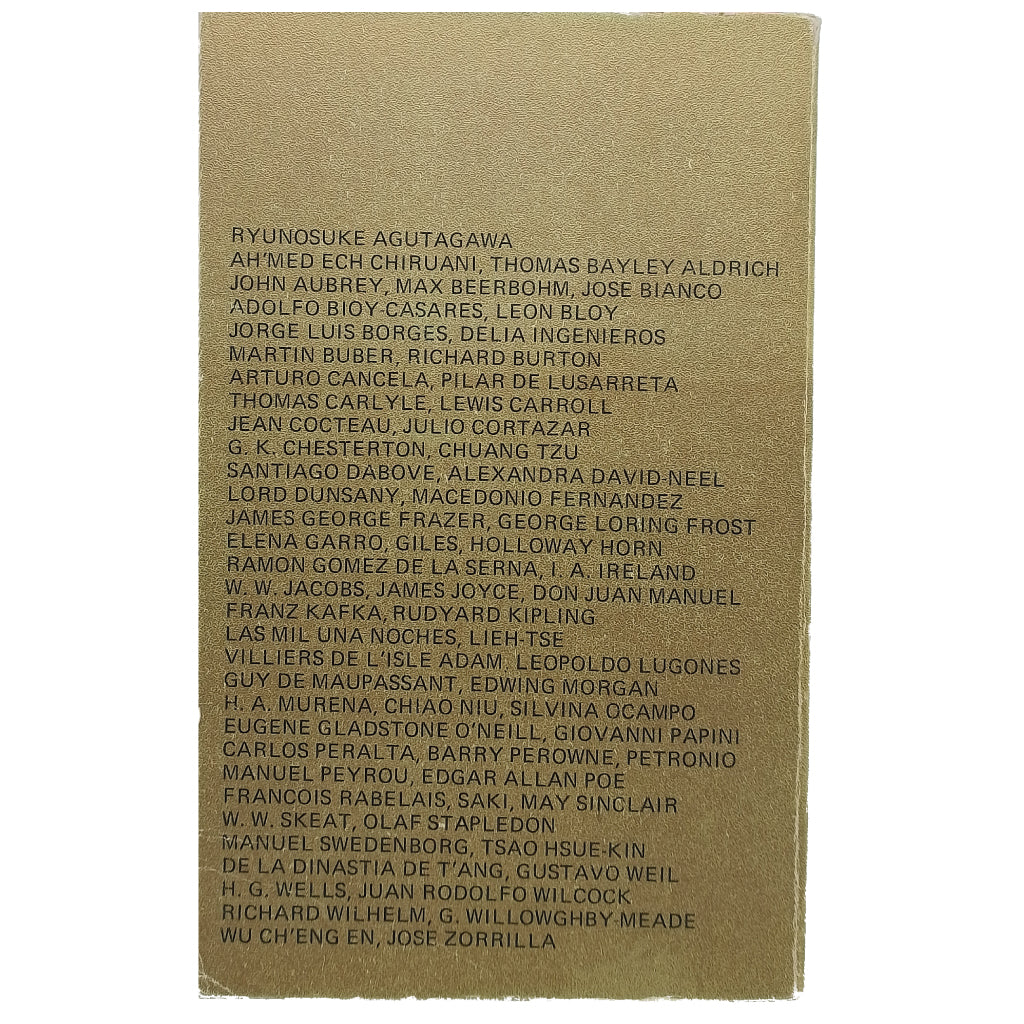 RYUNOSUKE AGUTAGAWA
AH'MED ECH CHIRUANI, THOMAS BAYLEY ALDRICH
JOHN AUBREY, MAX BEERBOHM, JOSE BIANCO
ADOLFO BIOY-CASARES, LEON BLOY
JORGE LUIS BORGES, DELIA INGENIEROS
MARTIN BUBER, RICHARD BURTON
ARTURO CANCELA, PILAR DE LUSARRETA
THOMAS CARLYLE, LEWIS CARROLL
JEAN COCTEAU, JULIO CORTAZAR
G. K. CHESTERTON, CHUANG TZU
SANTIAGO DABOVE, ALEXANDRA DAVID-NEEL
LORD DUNSANY, MACEDONIO FERNANDEZ
JAMES GEORGE FRAZER, GEORGE LORING FROST
ELENA GARRO, GILES, HOLLOWAY HORN
RAMON GOMEZ DE LA SERNA, I. A. IRELAND
W. W. JACOBS, JAMES JOYCE, DON JUAN MANUEL
FRANZ KAFKA, RUDYARD KIPLING
LAS MIL UNA NOCHES, LIEH-TSE
VILLIERS DE L'ISLE ADAM, LEOPOLDO LUGONES
GUY DE MAUPASSANT, EDWING MORGAN
H. A. MURENA, CHIAO NIU, SILVINA OCAMPO
EUGENE GLADSTONE O'NEILL, GIOVANNI PAPINI
CARLOS PERALTA, BARRY PEROWNE, PETRONIO
MANUEL PEYROU, EDGAR ALLAN POE
FRANCOIS RABELAIS, SAKI, MAY SINCLAIR
W. W. SKEAT, OLAF STAPLEDON
MANUEL SWEDENBORG, TSAO HSUE-KIN
DE LA DINASTIA DE T'ANG, GUSTAVO WEIL
H. G. WELLS, JUAN RODOLFO WILCOCK
RICHARD WILHELM, G. WILLOWGHBY-MEADE
WU CH'ENG EN, JOSE ZORRILLA